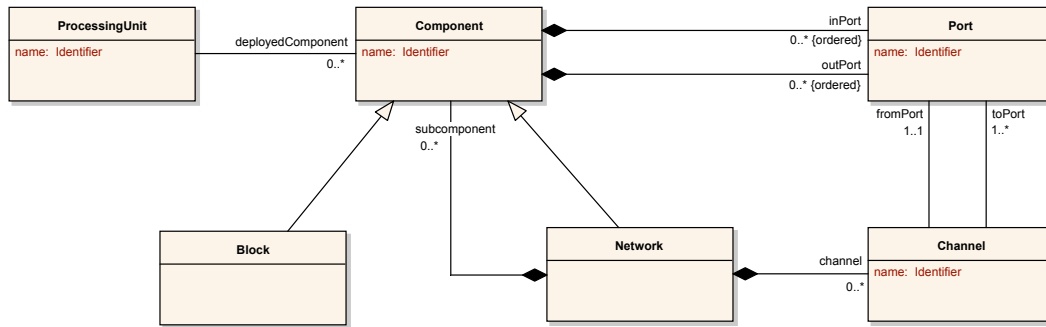 ProcessingUnit
name: Identifier
deployedComponent
0..*
Component
name: Identifier
inPort
0..* {ordered}
outPort
0..* {ordered}
Port
name: Identifier
subcomponent
0..*
fromPort
1..1
toPort
1..*
Block
Network
channel
0..*
Channel
name: Identifier